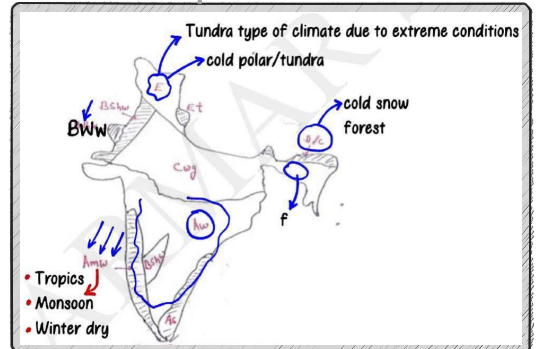 Tundra type of climate due to extreme conditions
cold polar/tundra
E
BShw
Et
BWw
cold snow
forest
Dfc
Cwg
f
Aw
Amw
BShw
• Tropics
• Monsoon
• Winter dry
As